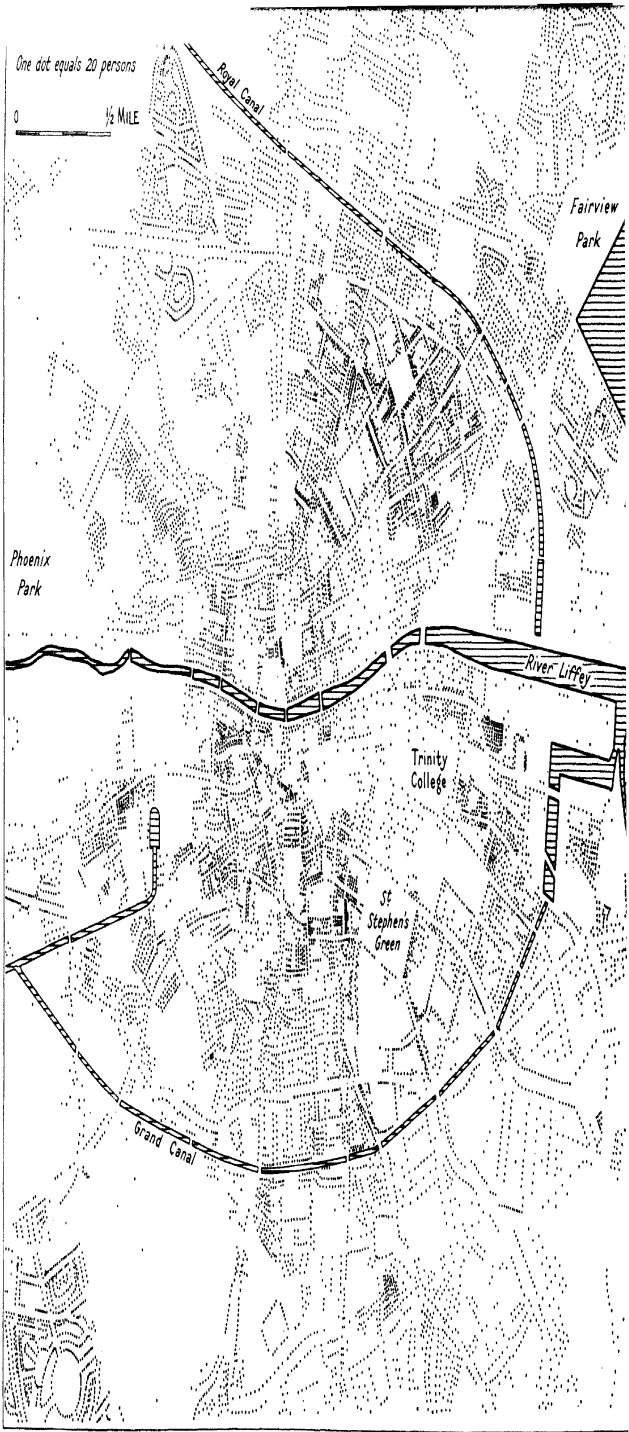 One dot equals 20 persons
0 ½ MILE
Royal Canal
Fairview
Park
Phoenix
Park
River Liffey
Trinity
College
St
Stephen's
Green
Grand Canal